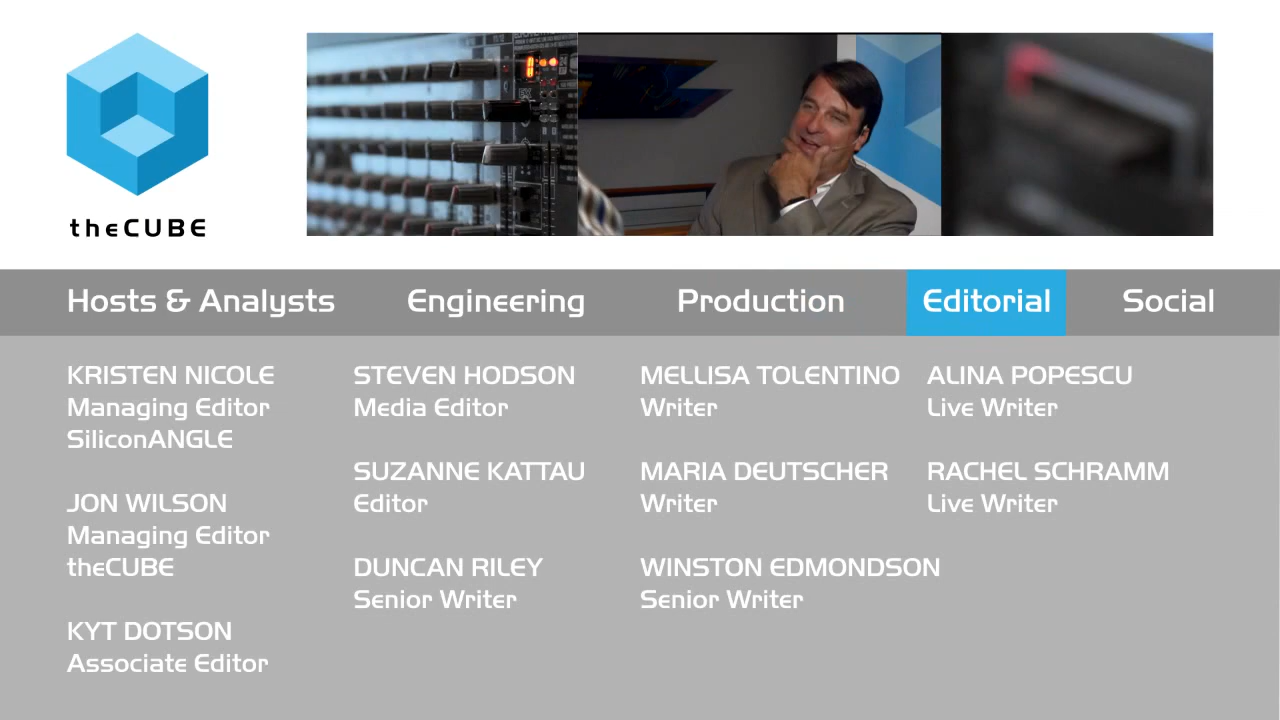 theCUBE
Hosts & Analysts
Engineering
Production
Editorial
Social
KRISTEN NICOLE
Managing Editor
SiliconANGLE
JON WILSON
Managing Editor
theCUBE
KYT DOTSON
Associate Editor
STEVEN HODSON
Media Editor
SUZANNE KATTAU
Editor
DUNCAN RILEY
Senior Writer
MELLISA TOLENTINO
Writer
MARIA DEUTSCHER
Writer
WINSTON EDMONDSON
Senior Writer
ALINA POPESCU
Live Writer
RACHEL SCHRAMM
Live Writer